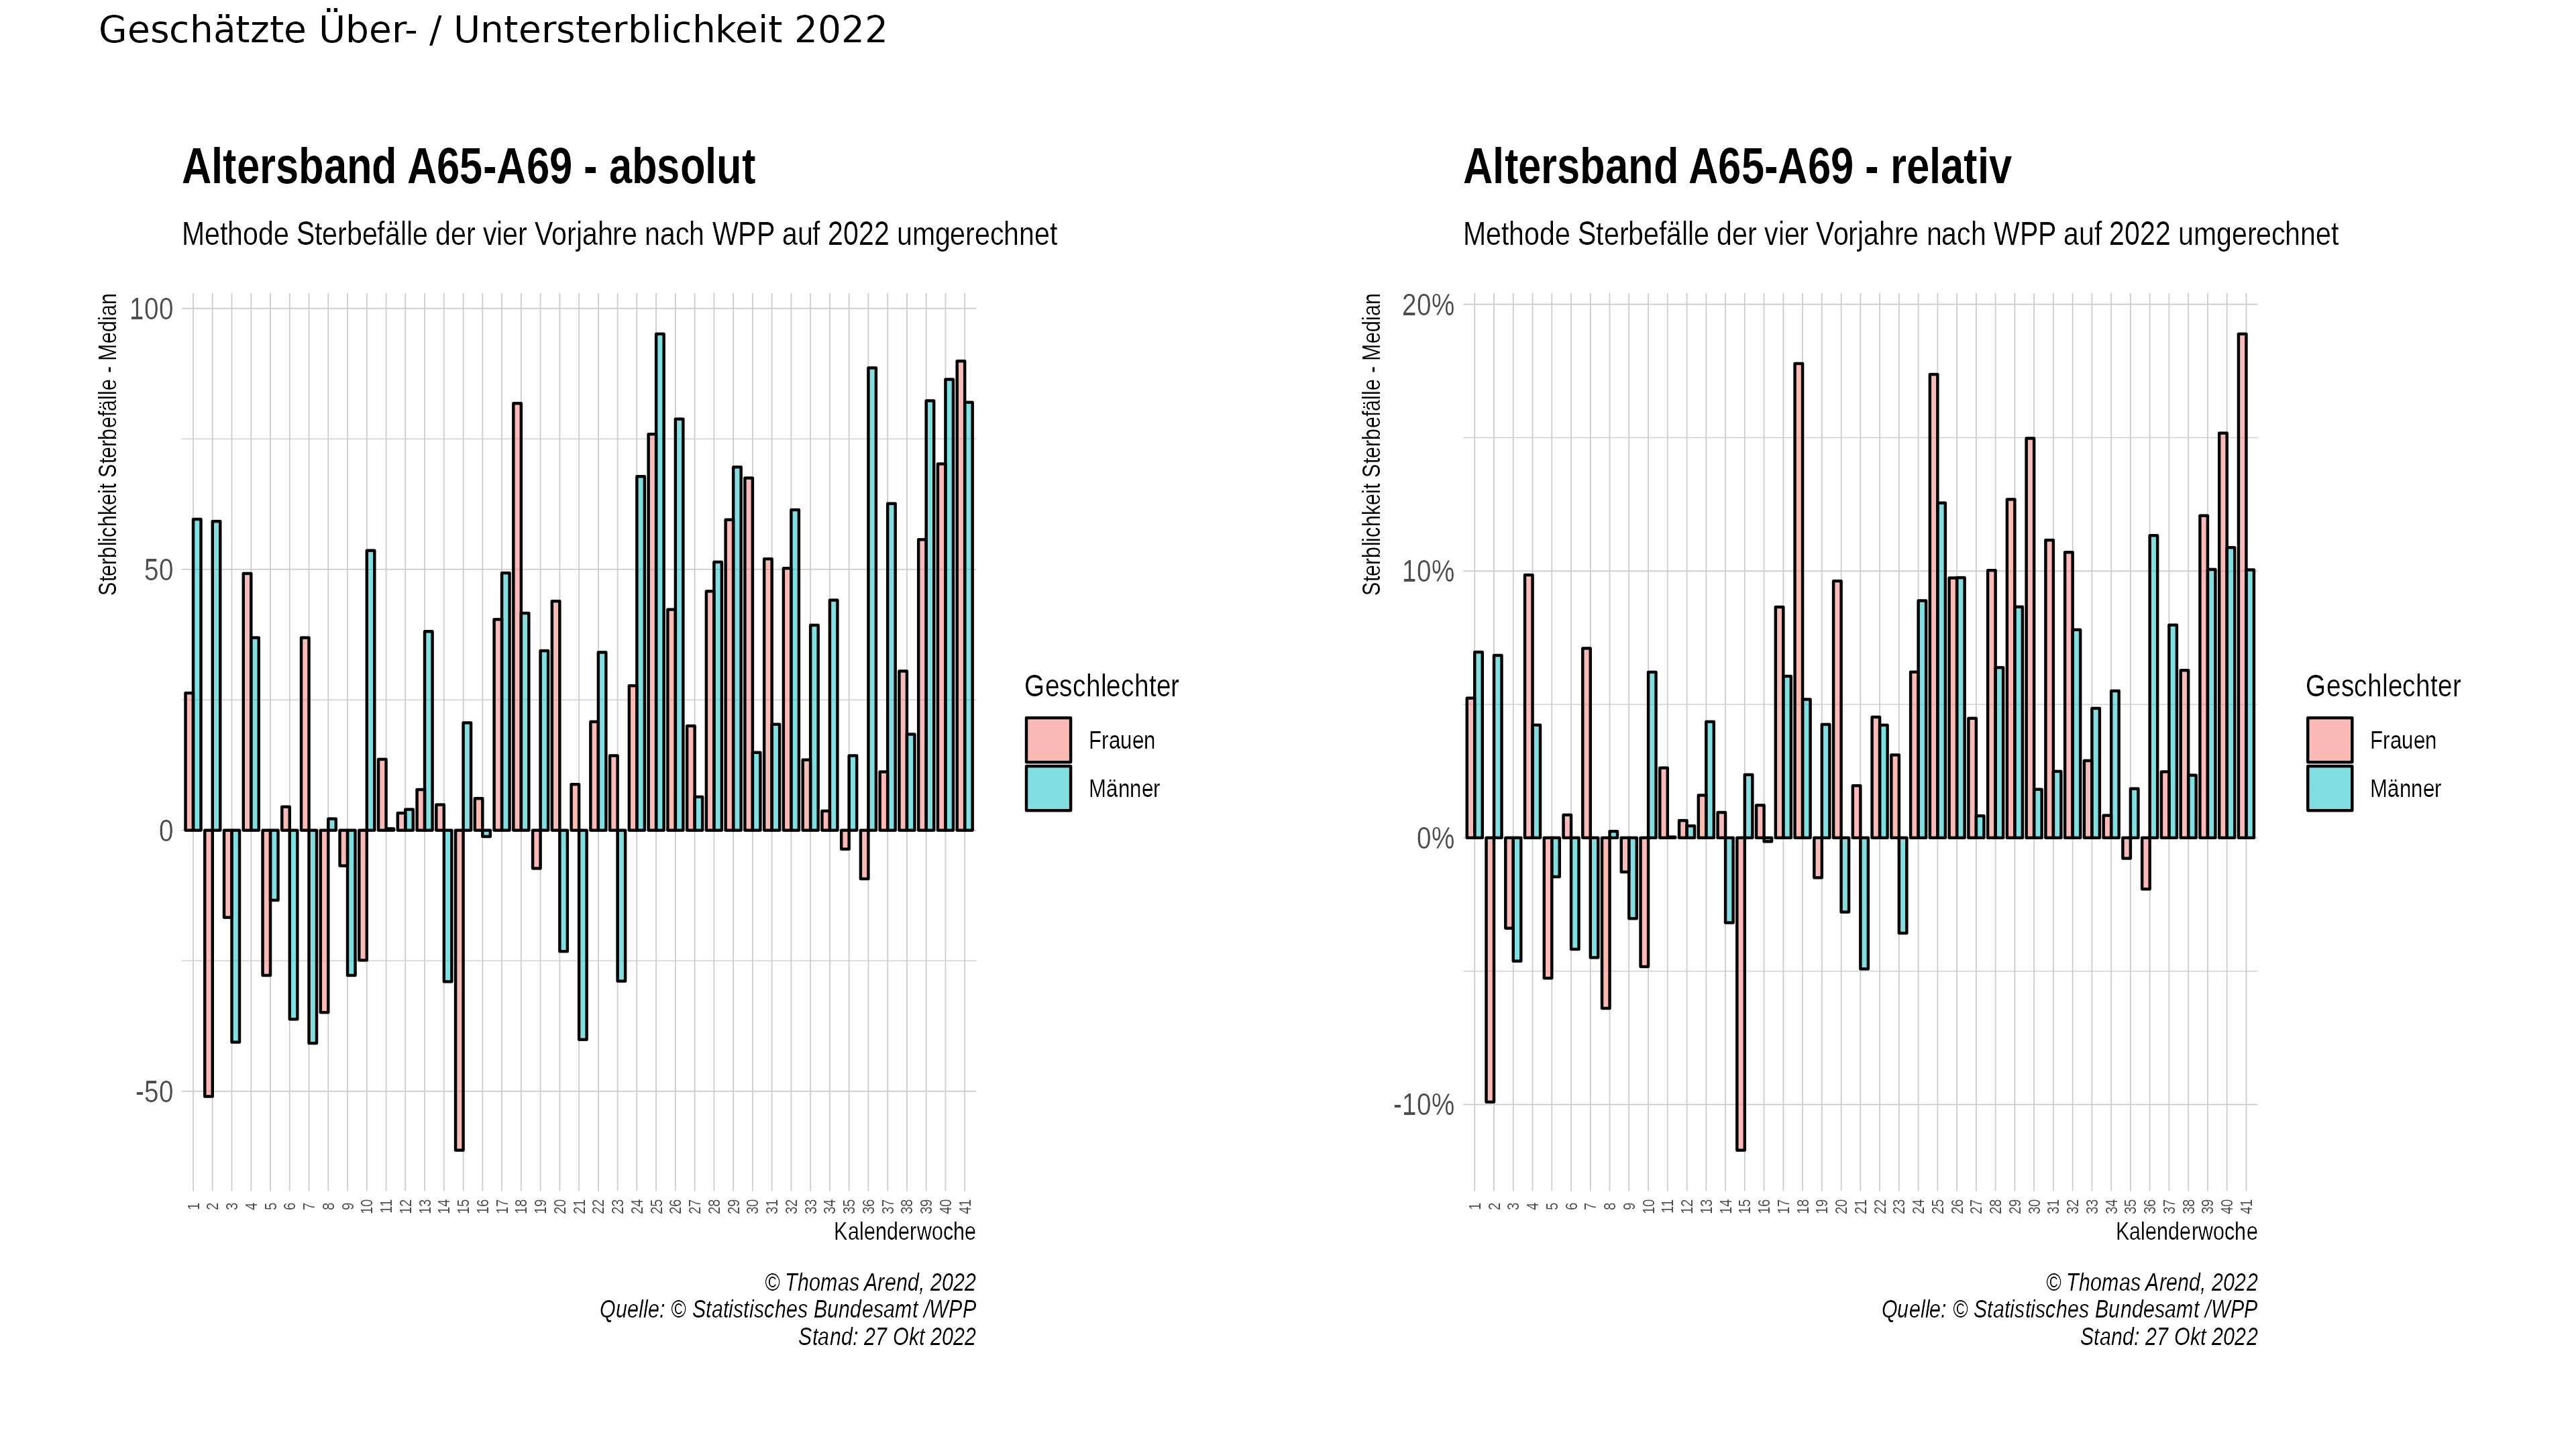 Geschätzte Über- / Untersterblichkeit 2022
Altersband A65-A69 - absolut
Methode Sterbefälle der vier Vorjahre nach WPP auf 2022 umgerechnet
Sterblichkeit Sterbefälle - Median
100
50
0
-50
1 2 3 4 5 6 7 8 9 10 11 12 13 14 15 16 17 18 19 20 21 22 23 24 25 26 27 28 29 30 31 32 33 34 35 36 37 38 39 40 41
Kalenderwoche
Geschlechter
Frauen
Männer
© Thomas Arend, 2022
Quelle: © Statistisches Bundesamt /WPP
Stand: 27 Okt 2022
Altersband A65-A69 - relativ
Methode Sterbefälle der vier Vorjahre nach WPP auf 2022 umgerechnet
Sterblichkeit Sterbefälle - Median
20%
10%
0%
-10%
1 2 3 4 5 6 7 8 9 10 11 12 13 14 15 16 17 18 19 20 21 22 23 24 25 26 27 28 29 30 31 32 33 34 35 36 37 38 39 40 41
Kalenderwoche
Geschlechter
Frauen
Männer
© Thomas Arend, 2022
Quelle: © Statistisches Bundesamt /WPP
Stand: 27 Okt 2022